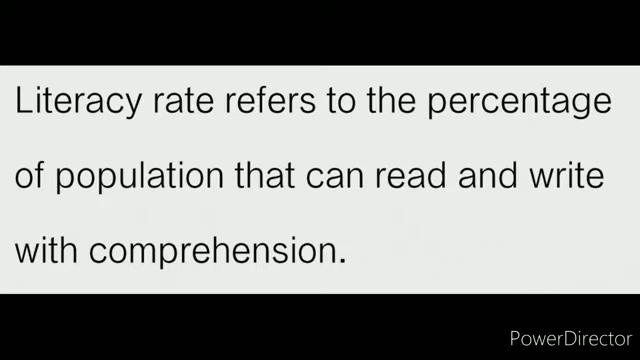 Literacy rate refers to the percentage
of population that can read and write
with comprehension.
PowerDirector